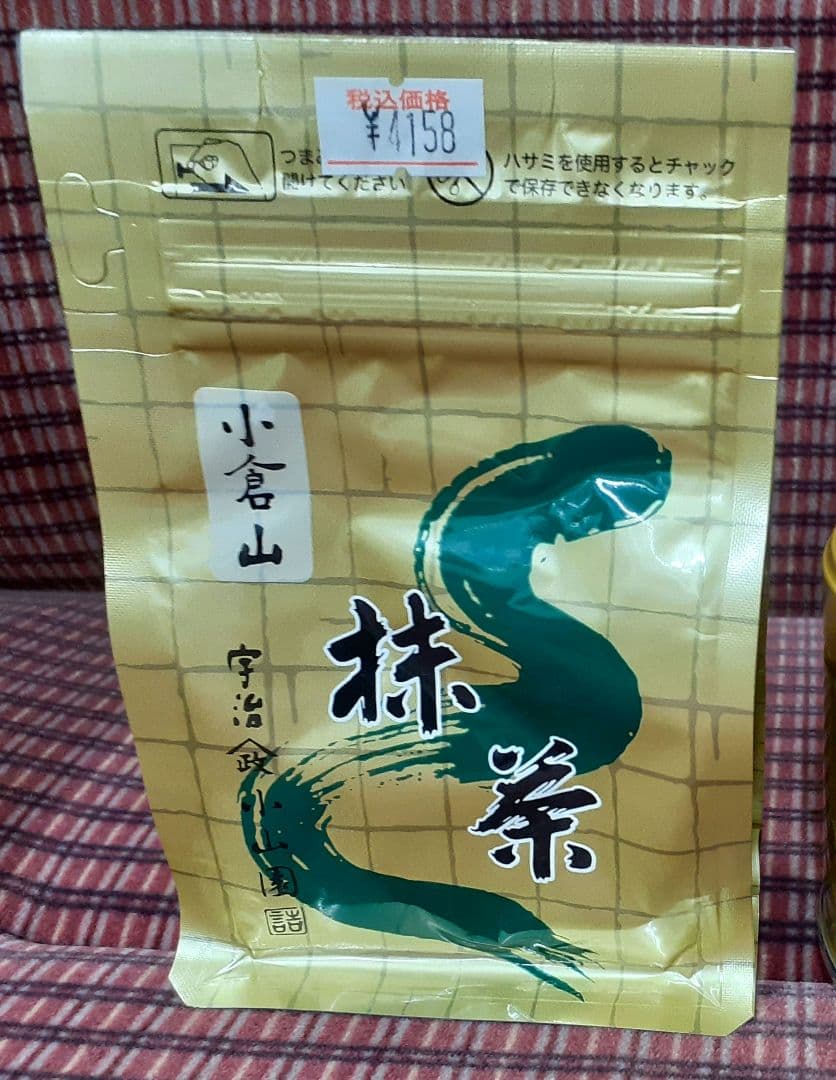 税込価格
¥4158
つま
開けてください
ハサミを使用するとチャック
で保存できなくなります。
小倉山
抹茶
宇治 政 小山園
詰